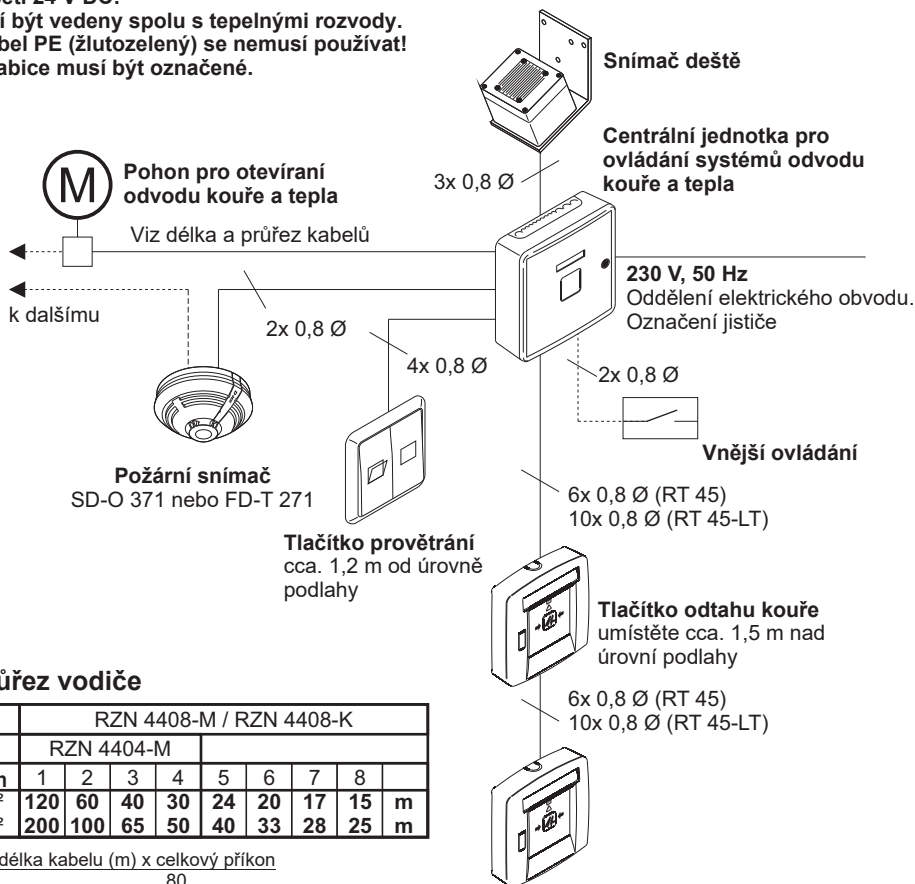 24 V DC.
být vedeny spolu s tepelnými rozvody.
PE (žlutozelený) se nemusí používat!
musí být označené.
Snímač deště
Centrální jednotka pro
ovládání systémů odvodu
kouře a tepla
3x 0,8 Ø
M
Pohon pro otevíraní
odvodu kouře a tepla
Viz délka a průřez kabelů
230 V, 50 Hz
Oddělení elektrického obvodu.
Označení jističe
k dalšímu
2x 0,8 Ø
4x 0,8 Ø
2x 0,8 Ø
Vnější ovládání
Požární snímač
SD-O 371 nebo FD-T 271
6x 0,8 Ø (RT 45)
10x 0,8 Ø (RT 45-LT)
Tlačítko provětrání
cca. 1,2 m od úrovně
podlahy
Tlačítko odtahu kouře
umístěte cca. 1,5 m nad
úrovní podlahy
6x 0,8 Ø (RT 45)
10x 0,8 Ø (RT 45-LT)
vodiče
RZN 4408-M / RZN 4408-K
RZN 4404-M
1 2 3 4 5 6 7 8
² 120 60 40 30 24 20 17 15 m
² 200 100 65 50 40 33 28 25 m
délka kabelu (m) x celkový příkon
80